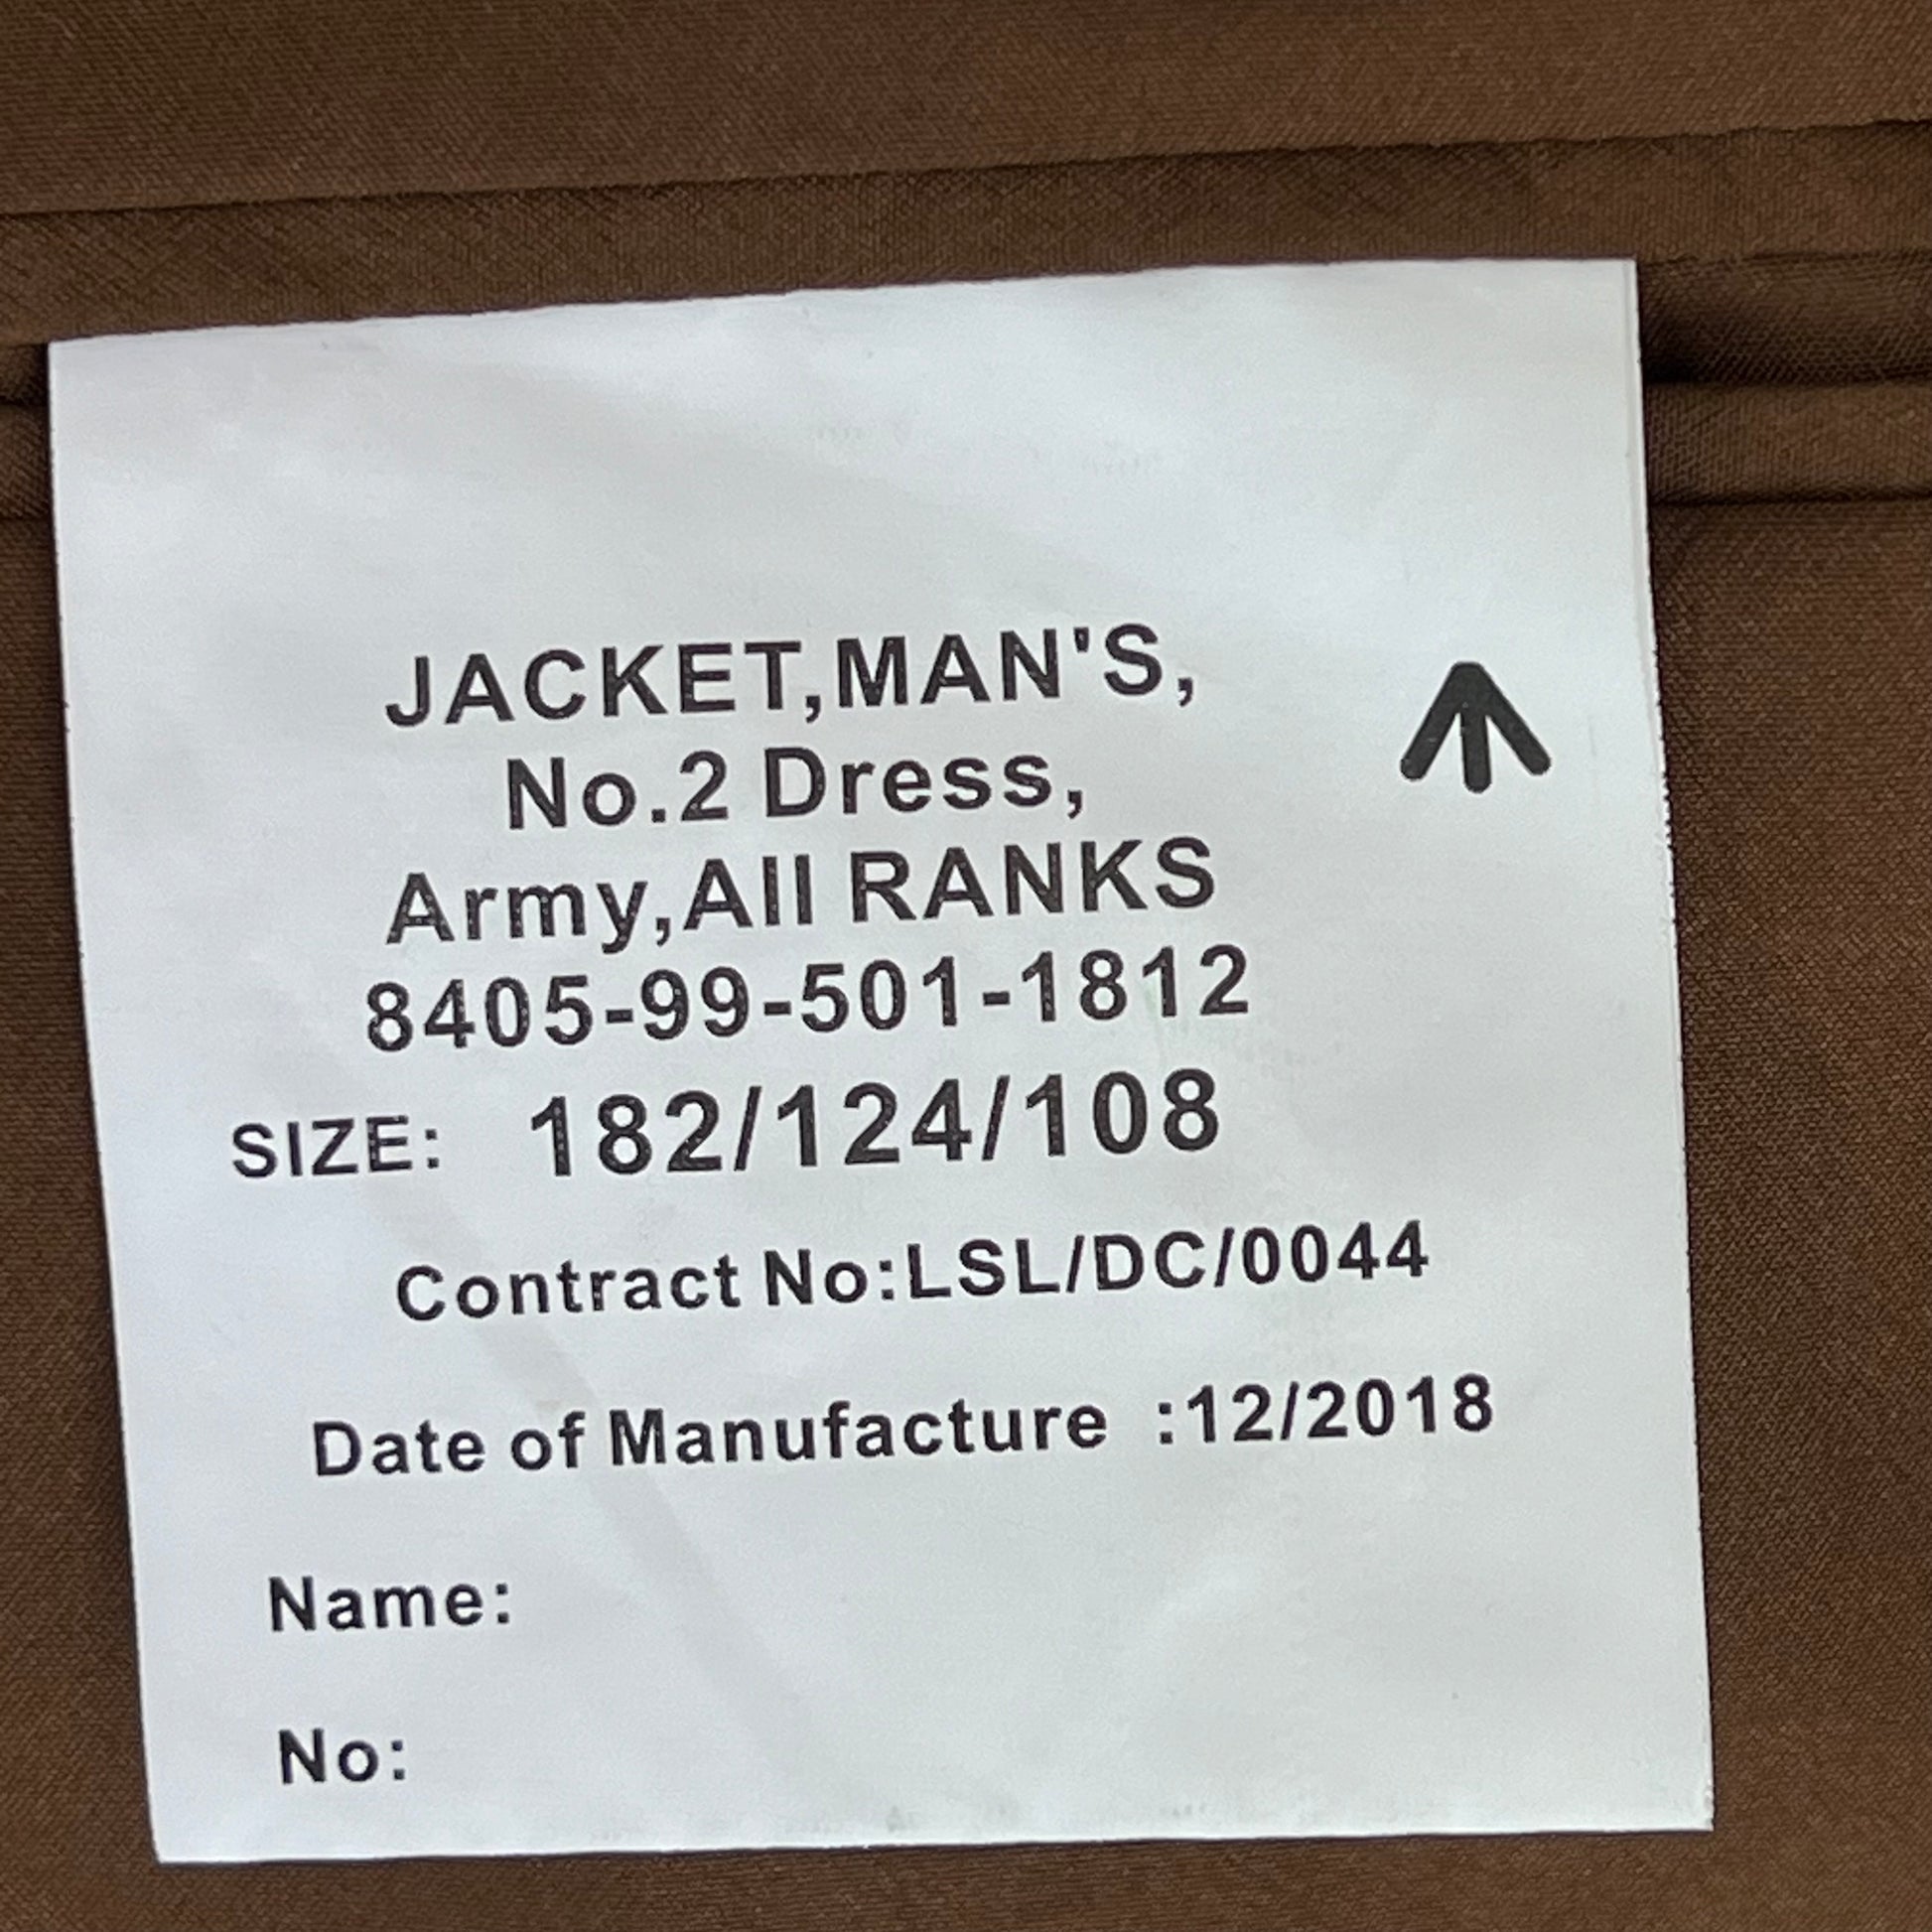 JACKET,MAN'S,
No.2 Dress,
Army,All RANKS
8405-99-501-1812
SIZE: 182/124/108
Contract No:LSL/DC/0044
Date of Manufacture :12/2018
Name:
No: